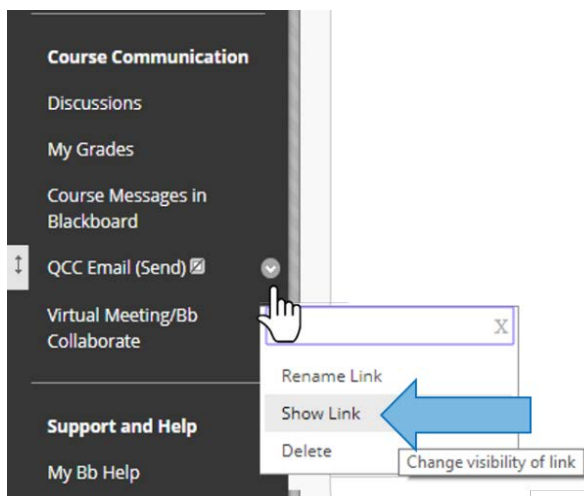 Course Communication
Discussions
My Grades
Course Messages in
Blackboard
QCC Email (Send)
Virtual Meeting/Bb
Collaborate
X
Rename Link
Show Link
Delete
Change visibility of link
Support and Help
My Bb Help